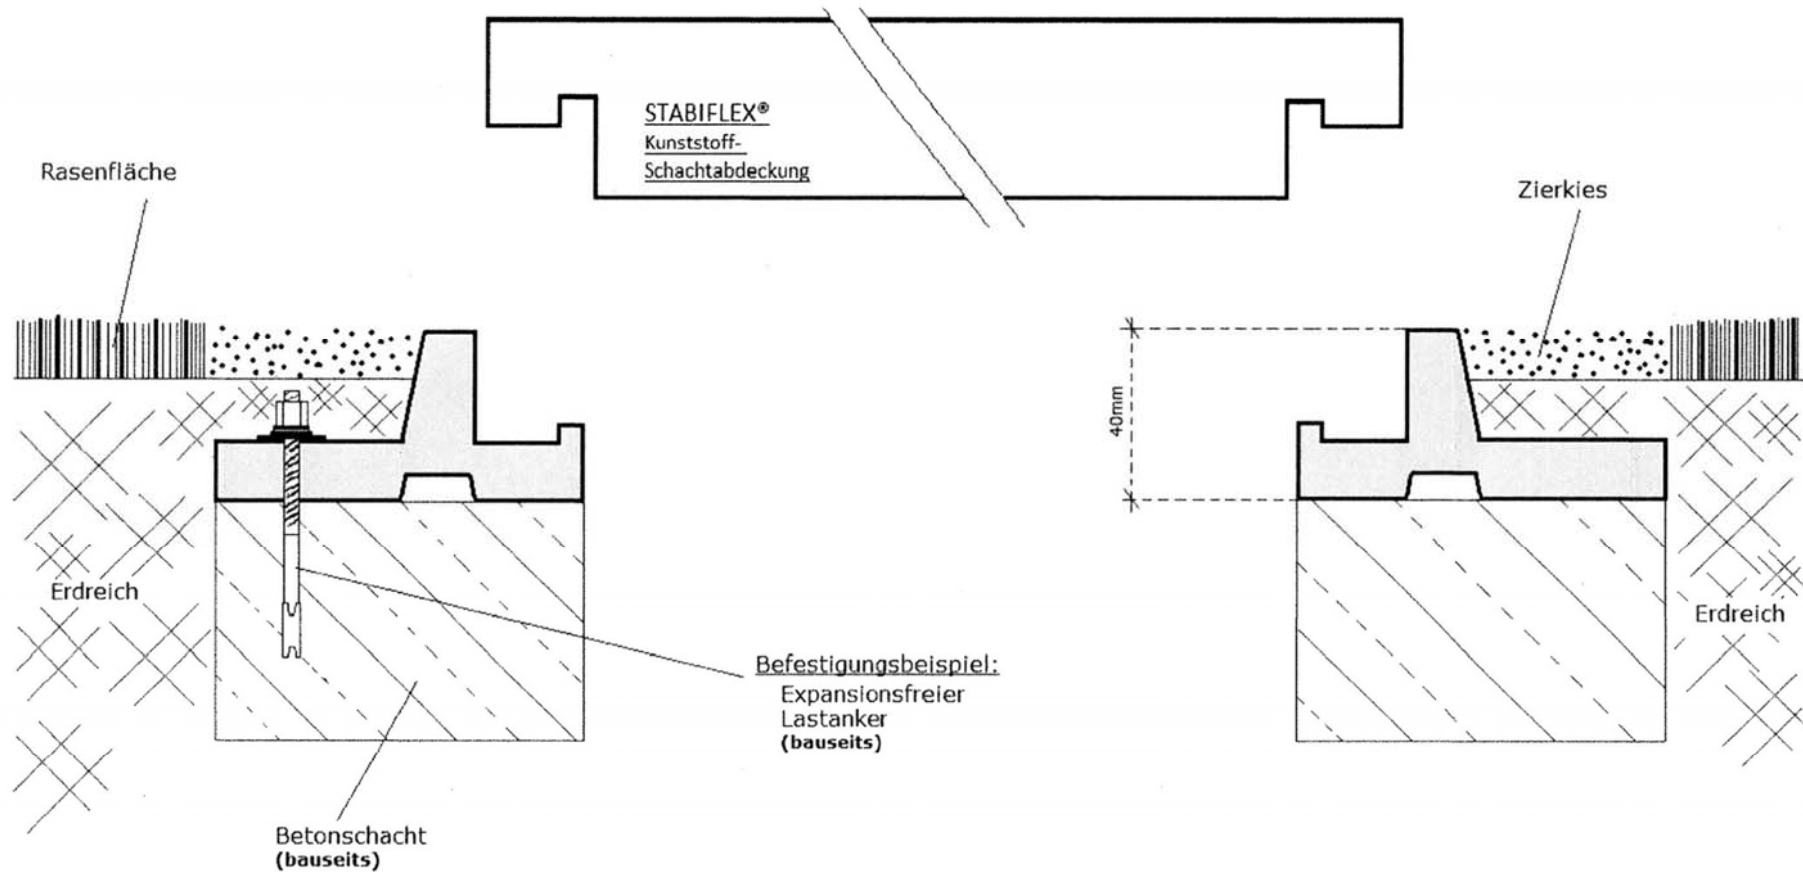 STABIFLEX®
Kunststoff-
Schachtabdeckung
Rasenfläche
Zierkies
40mm
Erdreich
Erdreich
Befestigungsbeispiel:
Expansionsfreier
Lastanker
(bauseits)
Betonschacht
(bauseits)